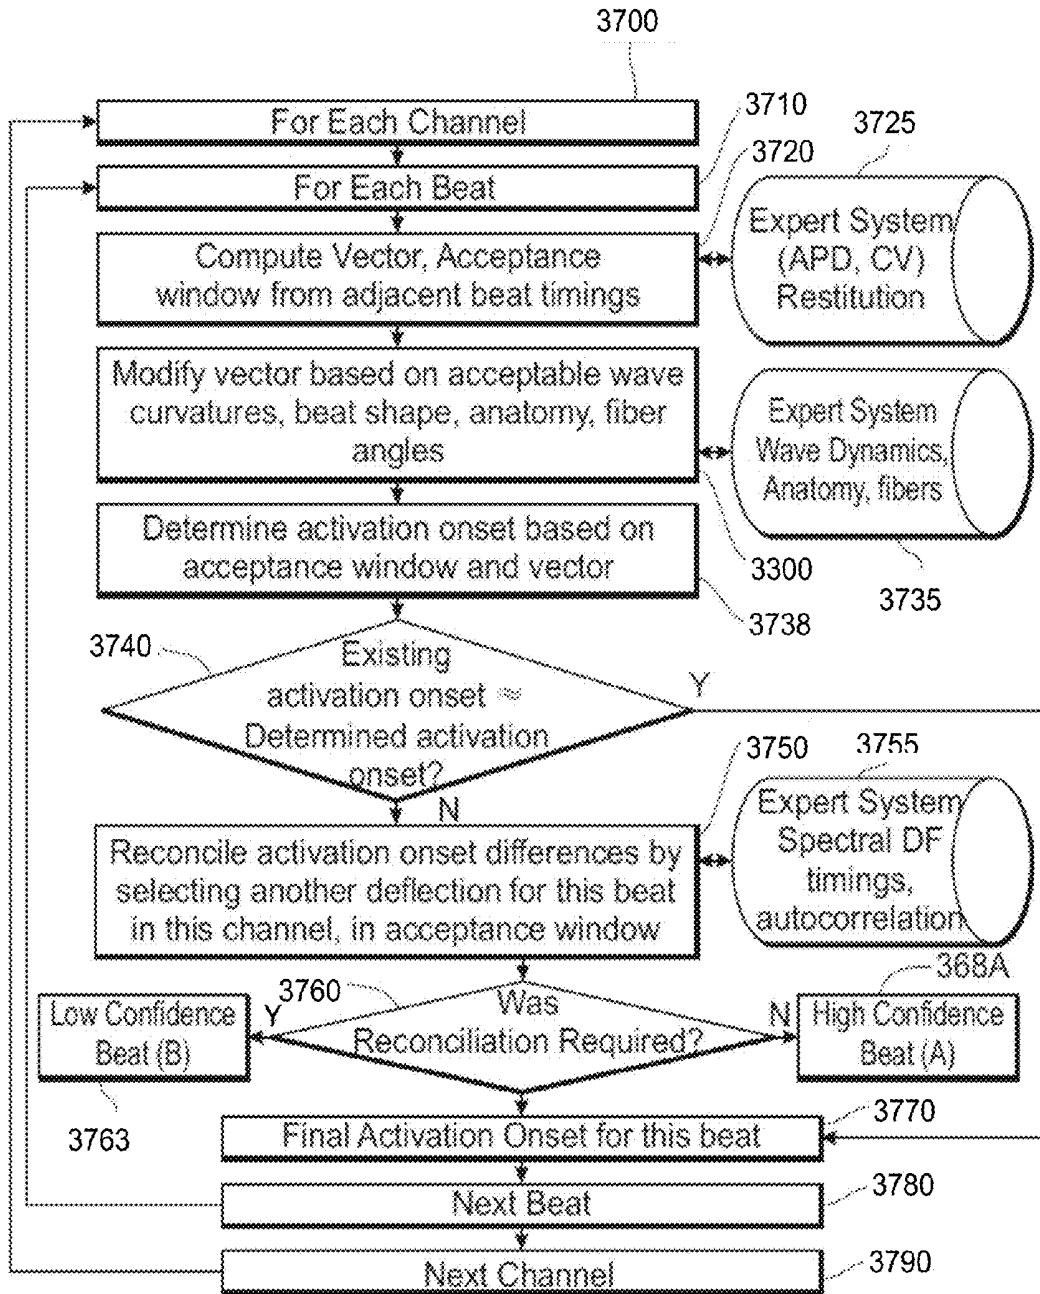 3700
For Each Channel
3710
3725
3720
For Each Beat
Compute Vector, Acceptance
window from adjacent beat timings
Expert System
(APD, CV)
Restitution
Modify vector based on acceptable wave
curvatures, beat shape, anatomy, fiber
angles
Expert System
Wave Dynamics,
Anatomy, fibers
3300
3735
Determine activation onset based on
acceptance window and vector
3738
3740
Existing
activation onset ≈
Determined activation
onset?
Y
N
3750
3755
Reconcile activation onset differences by
selecting another deflection for this beat
in this channel, in acceptance window
Expert System
Spectral DF
timings,
autocorrelation
3760
368A
Low Confidence
Beat (B)
Y
Was
Reconciliation Required?
N
High Confidence
Beat (A)
3763
3770
Final Activation Onset for this beat
3780
Next Beat
3790
Next Channel